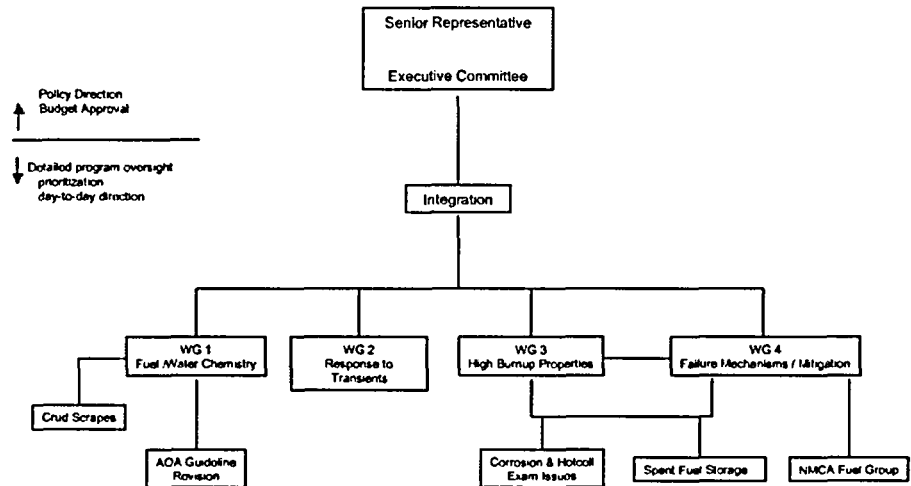 Senior Representative
Executive Committee
Policy Direction
Budget Approval
Detailed program oversight
prioritization
day-to-day direction
Integration
WG 1
Fuel /Water Chemistry
WG 2
Response to
Transients
WG 3
High Burnup Properties
WG 4
Failure Mechanisms / Mitigation
Crud Scrapes
AOA Guideline
Revision
Corrosion & Hotcell
Exam Issues
Spent Fuel Storage
NMCA Fuel Group